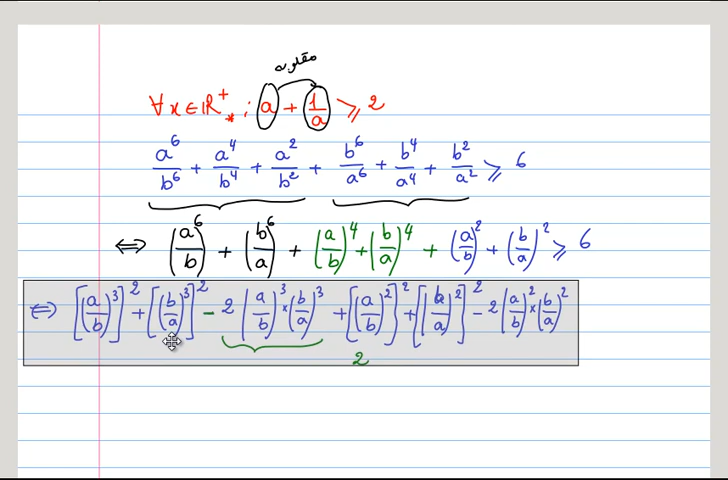 مقلوبه
∀x∈ℝ₊* ; a + 1/a ⩾ 2
a⁶/b⁶ + a⁴/b⁴ + a²/b² + b⁶/a⁶ + b⁴/a⁴ + b²/a² ⩾ 6
⟺ (a/b)⁶ + (b/a)⁶ + (a/b)⁴ + (b/a)⁴ + (a/b)² + (b/a)² ⩾ 6
⟺ [(a/b)³]² + [(b/a)³]² - 2(a/b)³×(b/a)³ + [(a/b)²]² + [(b/a)²]² - 2(a/b)²×(b/a)²
2